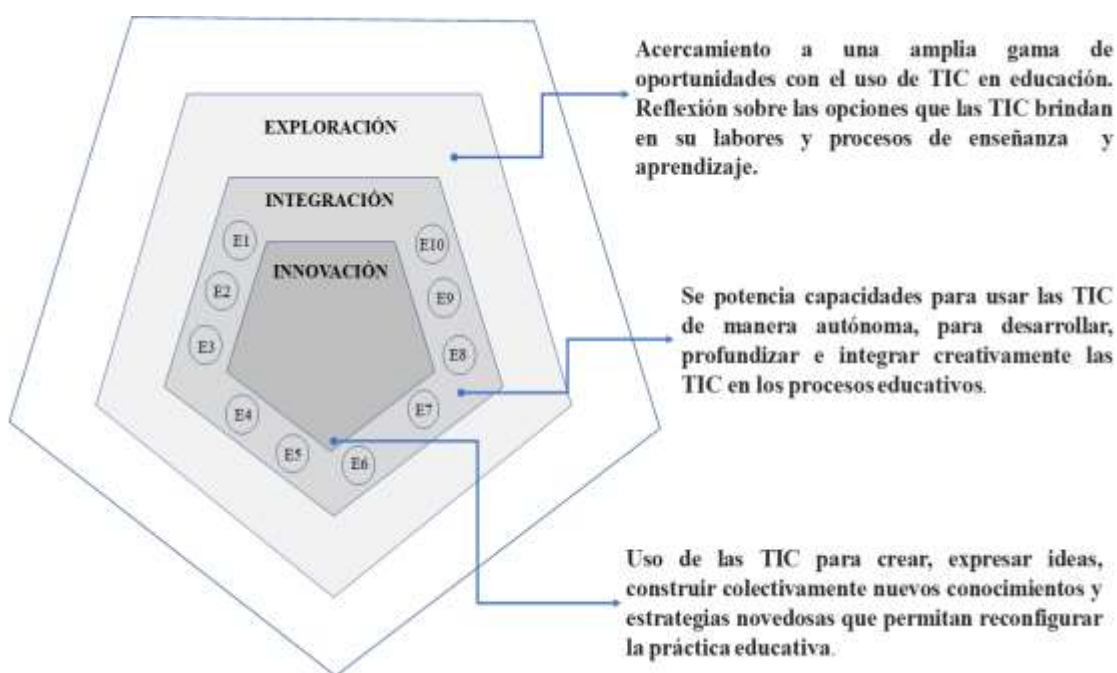 EXPLORACIÓN
INTEGRACIÓN
INNOVACIÓN
E1
E2
E3
E4
E5
E6
E7
E8
E9
E10
Acercamiento a una amplia gama de
oportunidades con el uso de TIC en educación.
Reflexión sobre las opciones que las TIC brindan
en su labores y procesos de enseñanza y
aprendizaje.
Se potencia capacidades para usar las TIC
de manera autónoma, para desarrollar,
profundizar e integrar creativamente las
TIC en los procesos educativos.
Uso de las TIC para crear, expresar ideas,
construir colectivamente nuevos conocimientos y
estrategias novedosas que permitan reconfigurar
la práctica educativa.